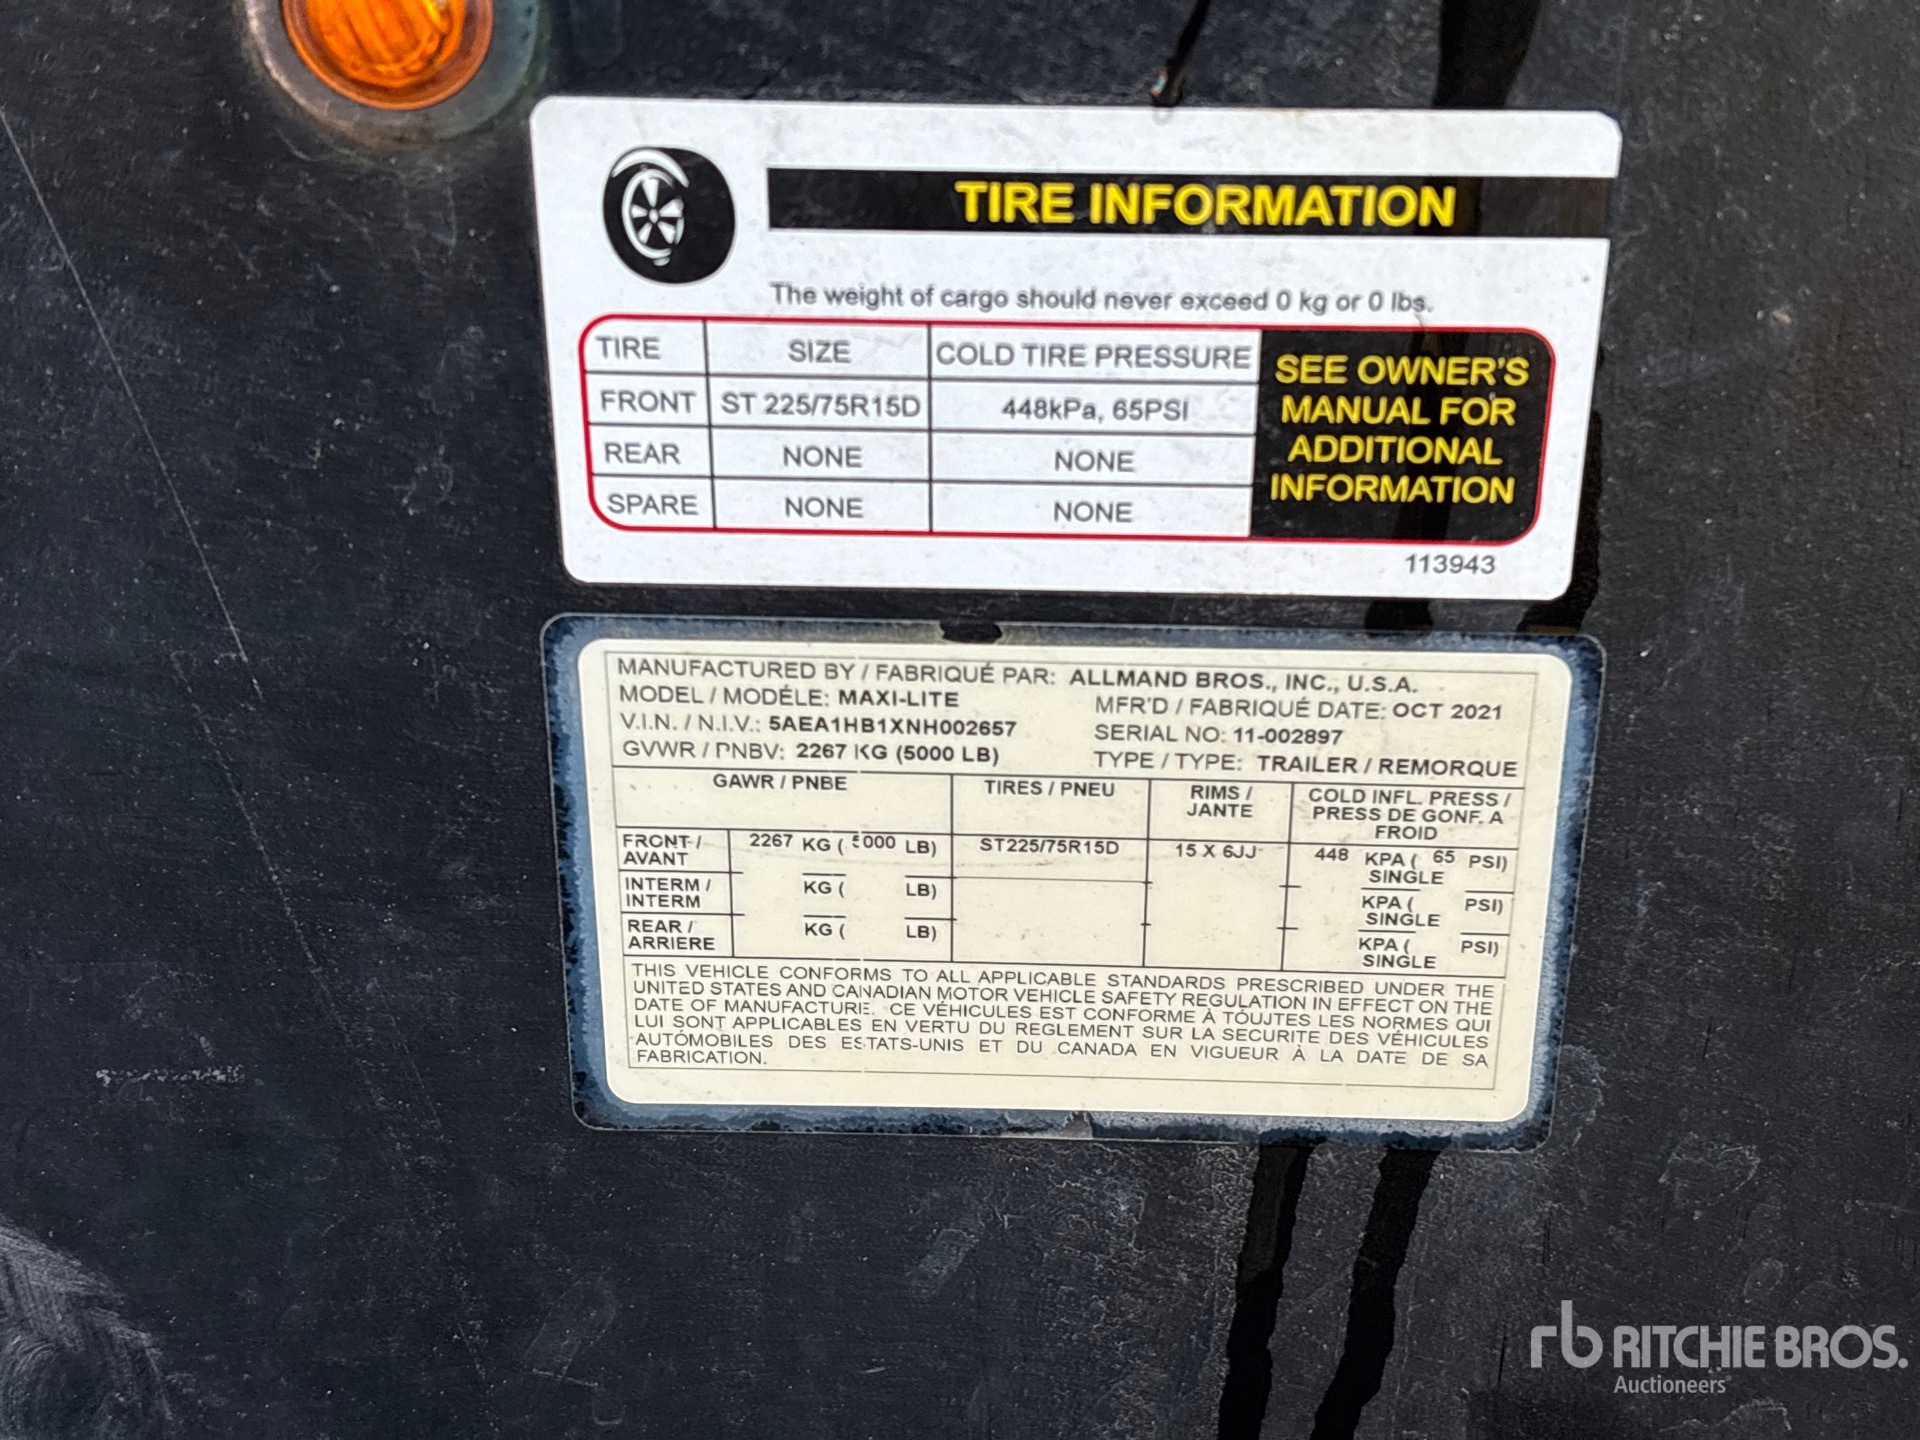 TIRE INFORMATION
The weight of cargo should never exceed 0 kg or 0 lbs.
TIRE SIZE COLD TIRE PRESSURE
FRONT ST 225/75R15D 448kPa, 65PSI
REAR NONE NONE
SPARE NONE NONE
SEE OWNER'S
MANUAL FOR
ADDITIONAL
INFORMATION
113943
MANUFACTURED BY / FABRIQUÉ PAR: ALLMAND BROS., INC., U.S.A.
MODEL / MODÉLE: MAXI-LITE MFR'D / FABRIQUÉ DATE: OCT 2021
V.I.N. / N.I.V.: 5AEA1HB1XNH002657 SERIAL NO: 11-002897
GVWR / PNBV: 2267 KG (5000 LB) TYPE / TYPE: TRAILER / REMORQUE
GAWR / PNBE TIRES / PNEU RIMS / JANTE COLD INFL. PRESS / PRESS DE GONF. A FROID
FRONT / AVANT 2267 KG ( 5000 LB) ST225/75R15D 15 X 6JJ 448 KPA ( 65 PSI) SINGLE
INTERM / INTERM KG ( LB) KPA ( PSI) SINGLE
REAR / ARRIERE KG ( LB) KPA ( PSI) SINGLE
THIS VEHICLE CONFORMS TO ALL APPLICABLE STANDARDS PRESCRIBED UNDER THE
UNITED STATES AND CANADIAN MOTOR VEHICLE SAFETY REGULATION IN EFFECT ON THE
DATE OF MANUFACTURE. CE VÉHICULES EST CONFORME À TOUJTES LES NORMES QUI
LUI SONT APPLICABLES EN VERTU DU REGLEMENT SUR LA SECURITE DES VÉHICULES
AUTOMOBILES DES ESTATS-UNIS ET DU CANADA EN VIGUEUR À LA DATE DE SA
FABRICATION.
rb RITCHIE BROS.
Auctioneers